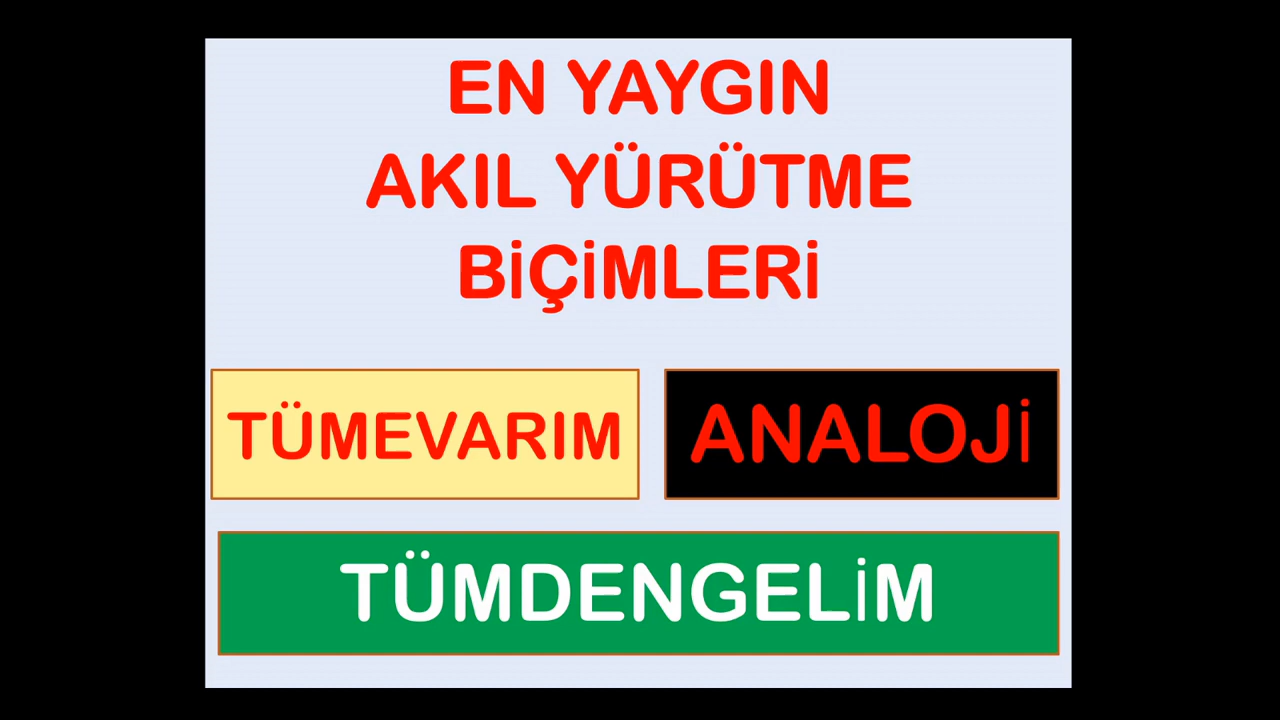 EN YAYGIN
AKIL YÜRÜTME
BİÇİMLERİ
TÜMEVARIM
ANALOJİ
TÜMDENGELİM